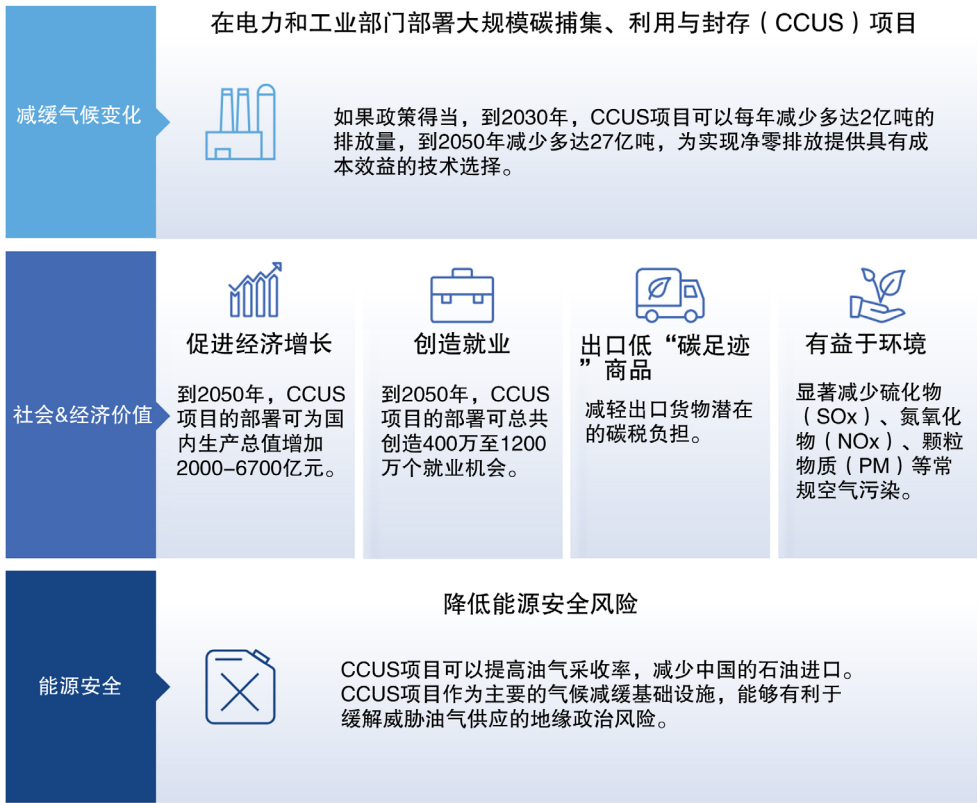 在电力和工业部门部署大规模碳捕集、利用与封存（CCUS）项目
减缓气候变化
如果政策得当，到2030年，CCUS项目可以每年减少多达2亿吨的
排放量，到2050年减少多达27亿吨，为实现净零排放提供具有成
本效益的技术选择。
社会&经济价值
促进经济增长
到2050年，CCUS
项目的部署可为国
内生产总值增加
2000-6700亿元。
创造就业
到2050年，CCUS
项目的部署可总共
创造400万至1200
万个就业机会。
出口低“碳足迹
”商品
减轻出口货物潜在
的碳税负担。
有益于环境
显著减少硫化物
（SOx）、氮氧化
物（NOx）、颗粒
物质（PM）等常
规空气污染。
能源安全
降低能源安全风险
CCUS项目可以提高油气采收率，减少中国的石油进口。
CCUS项目作为主要的气候减缓基础设施，能够有利于
缓解威胁油气供应的地缘政治风险。